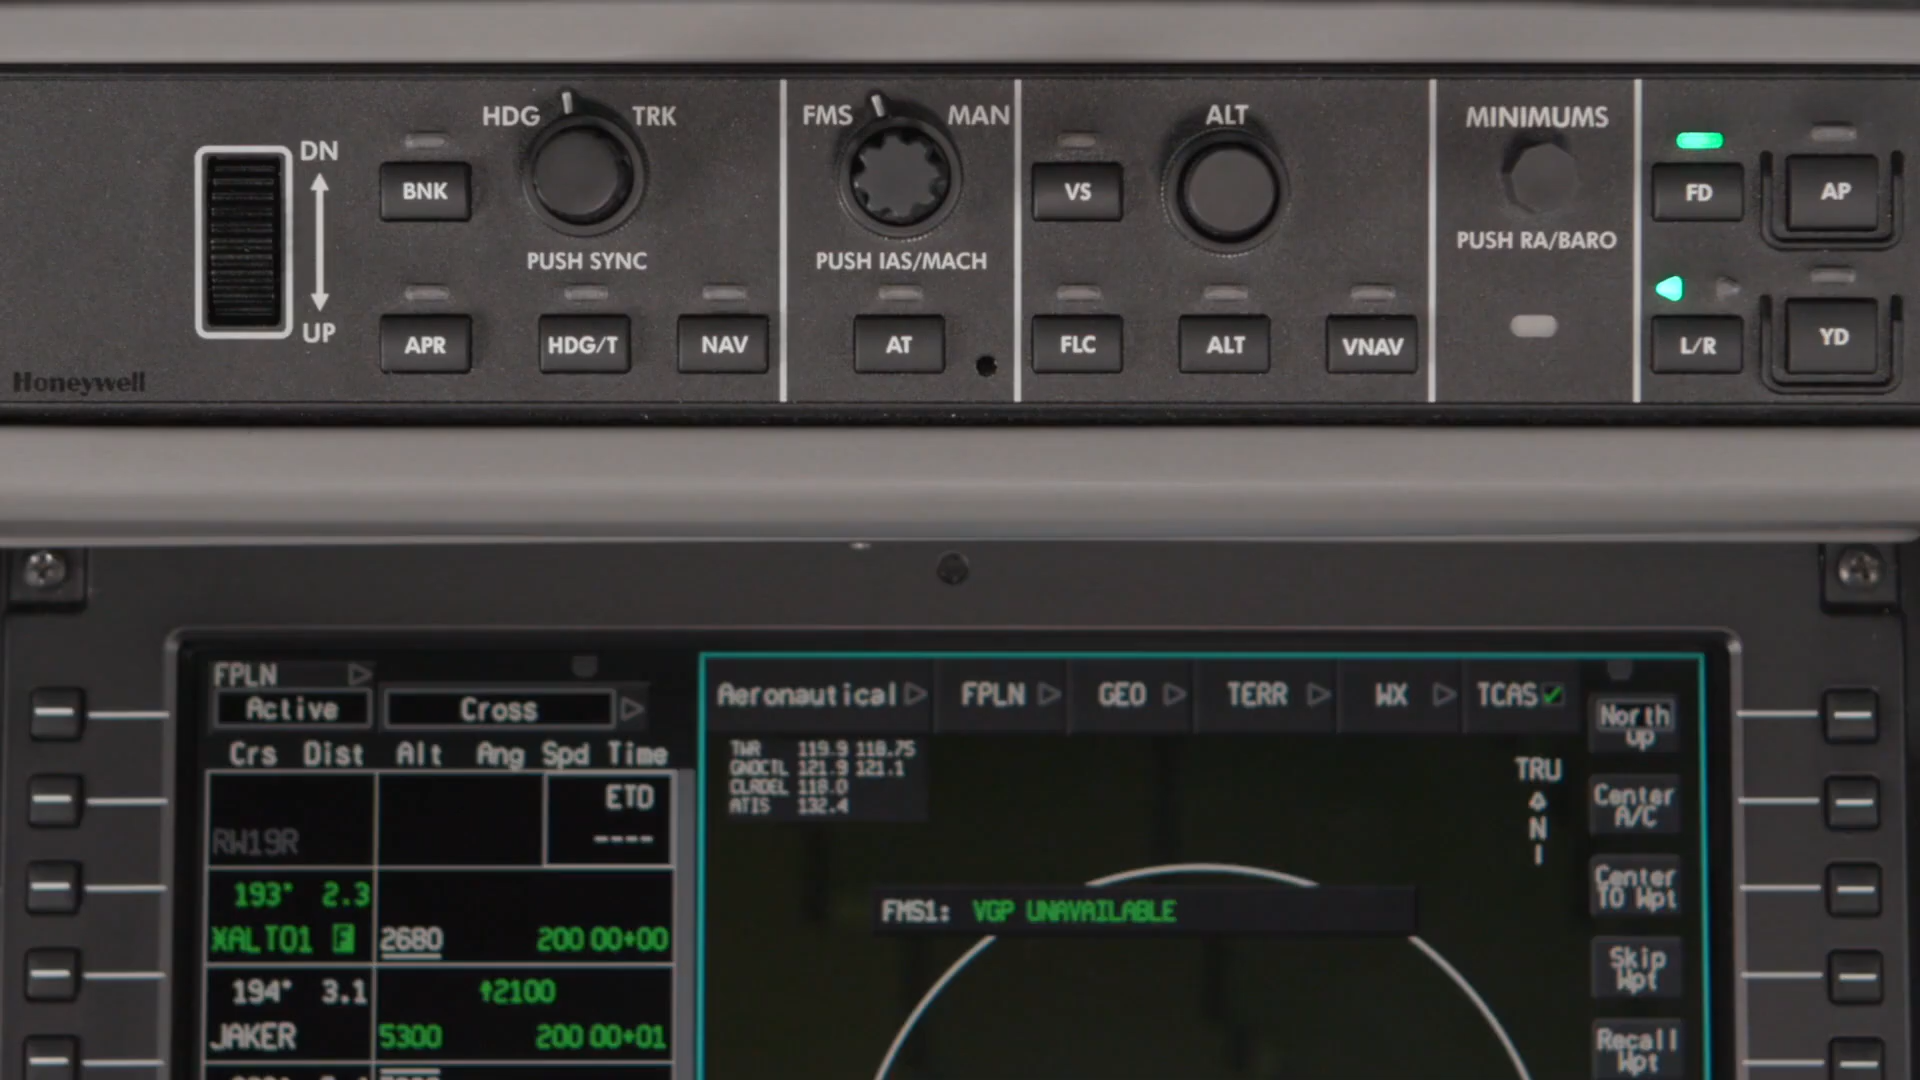 HDG TRK FMS MAN ALT MINIMUMS
DN
BNK VS FD AP
PUSH SYNC PUSH IAS/MACH PUSH RA/BARO
UP
APR HDG/T NAV AT FLC ALT VNAV L/R YD
Honeywell
FPLN
Active Cross
Crs Dist Alt Ang Spd Time
ETD
RW19R ----
193° 2.3
XALTO1 F 2680 200 00+00
194° 3.1 ↑2100
JAKER 5300 200 00+01
Aeronautical FPLN GEO TERR WX TCAS
TWR 119.9 118.75
GNDCTL 121.9 121.1
CLRDEL 118.0
ATIS 132.4
TRU
N
FMS1: VGP UNAVAILABLE
North
Up
Center
A/C
Center
TO Wpt
Skip
Wpt
Recall
Wpt